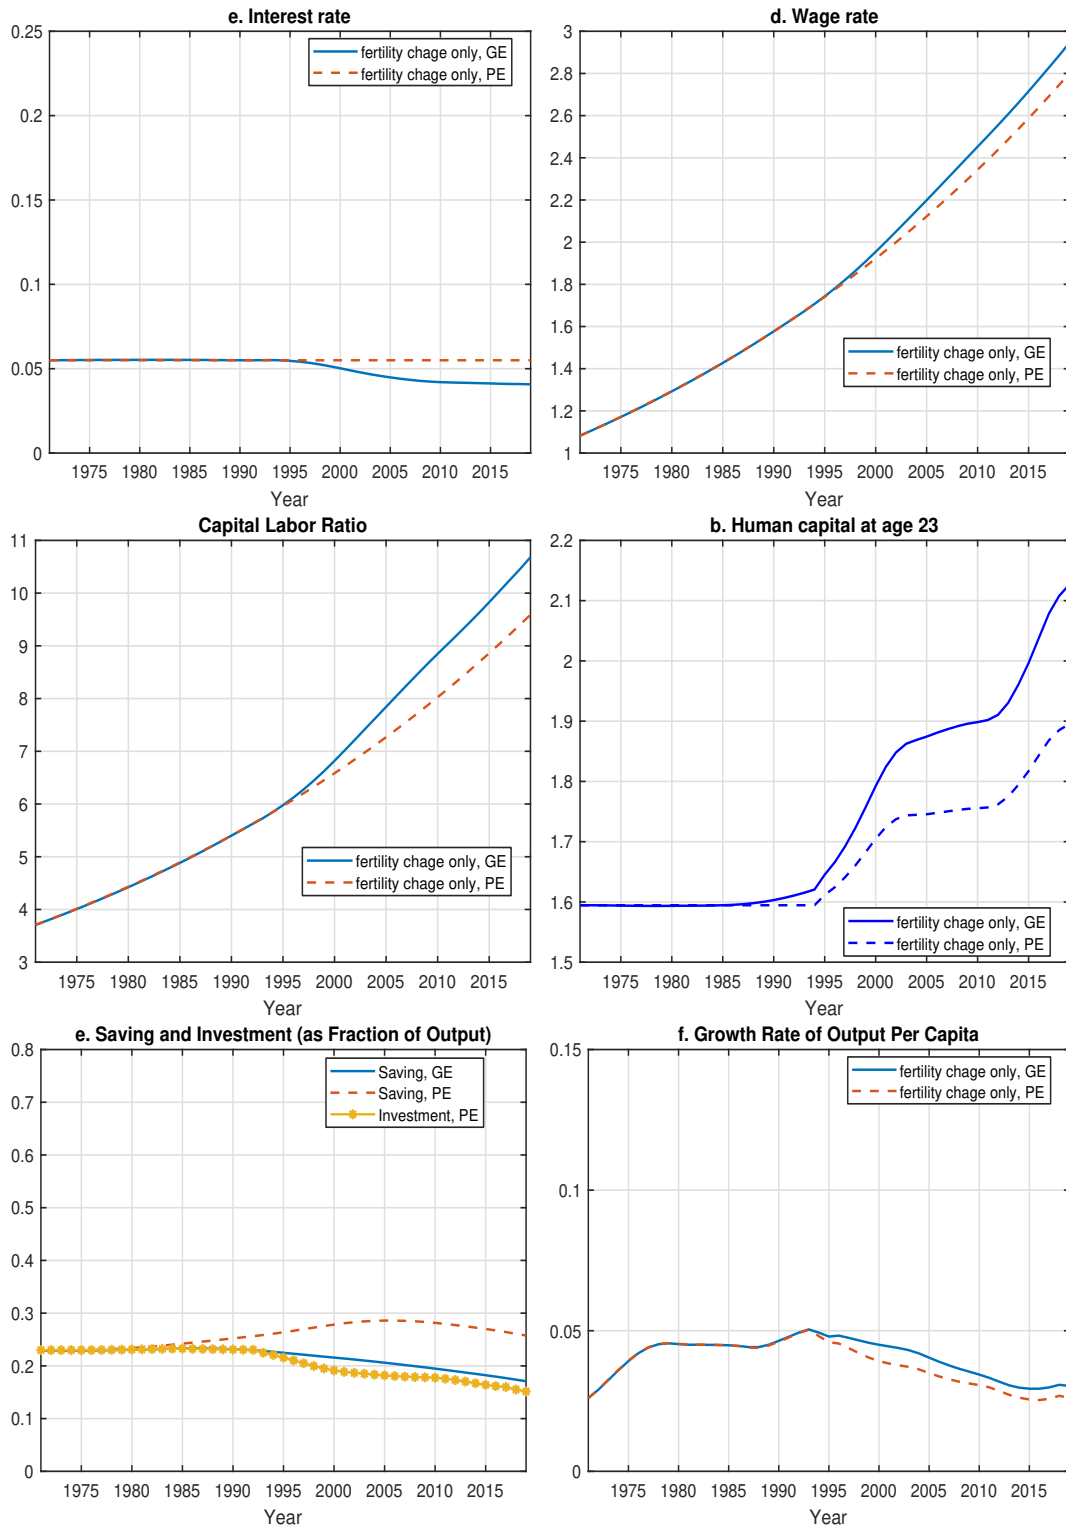 e. Interest rate
0.25
0.2
0.15
0.1
0.05
0
fertility chage only, GE
fertility chage only, PE
1975 1980 1985 1990 1995 2000 2005 2010 2015
Year
d. Wage rate
3
2.8
2.6
2.4
2.2
2
1.8
1.6
1.4
1.2
1
fertility chage only, GE
fertility chage only, PE
1975 1980 1985 1990 1995 2000 2005 2010 2015
Year
Capital Labor Ratio
11
10
9
8
7
6
5
4
3
fertility chage only, GE
fertility chage only, PE
1975 1980 1985 1990 1995 2000 2005 2010 2015
Year
b. Human capital at age 23
2.2
2.1
2
1.9
1.8
1.7
1.6
1.5
fertility chage only, GE
fertility chage only, PE
1975 1980 1985 1990 1995 2000 2005 2010 2015
Year
e. Saving and Investment (as Fraction of Output)
0.8
0.7
0.6
0.5
0.4
0.3
0.2
0.1
0
Saving, GE
Saving, PE
Investment, PE
1975 1980 1985 1990 1995 2000 2005 2010 2015
Year
f. Growth Rate of Output Per Capita
0.15
0.1
0.05
0
fertility chage only, GE
fertility chage only, PE
1975 1980 1985 1990 1995 2000 2005 2010 2015
Year